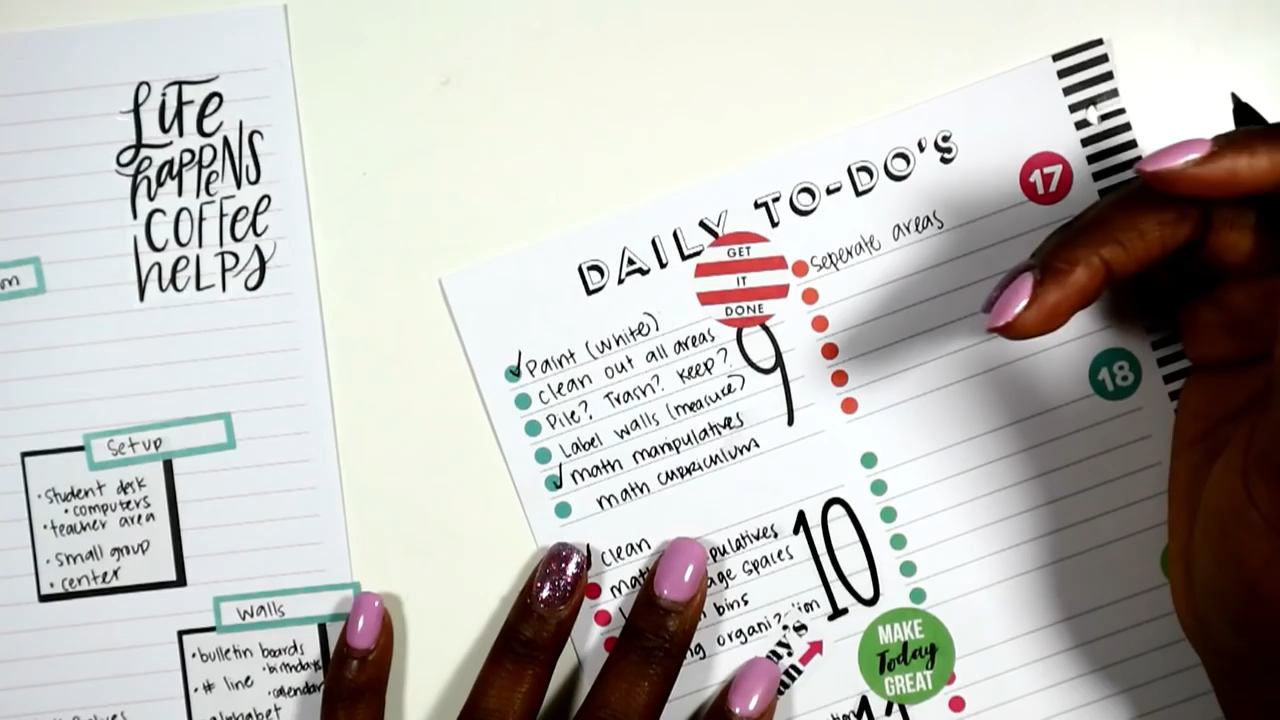 Life
happens
coffee
helps
on
Setup
• student desk
• computers
• teacher area
• small group
• center
Walls
• bulletin boards
• birthdays
• # line
• calendar
• alphabet
DAILY TO-DO'S
GET
IT
DONE
Paint (white)
clean out all areas
Pile? Trash? Keep?
Label walls (measure)
math manipulatives
math curriculum
9
clean
bins
10
17
seperate areas
18
MAKE
Today
GREAT